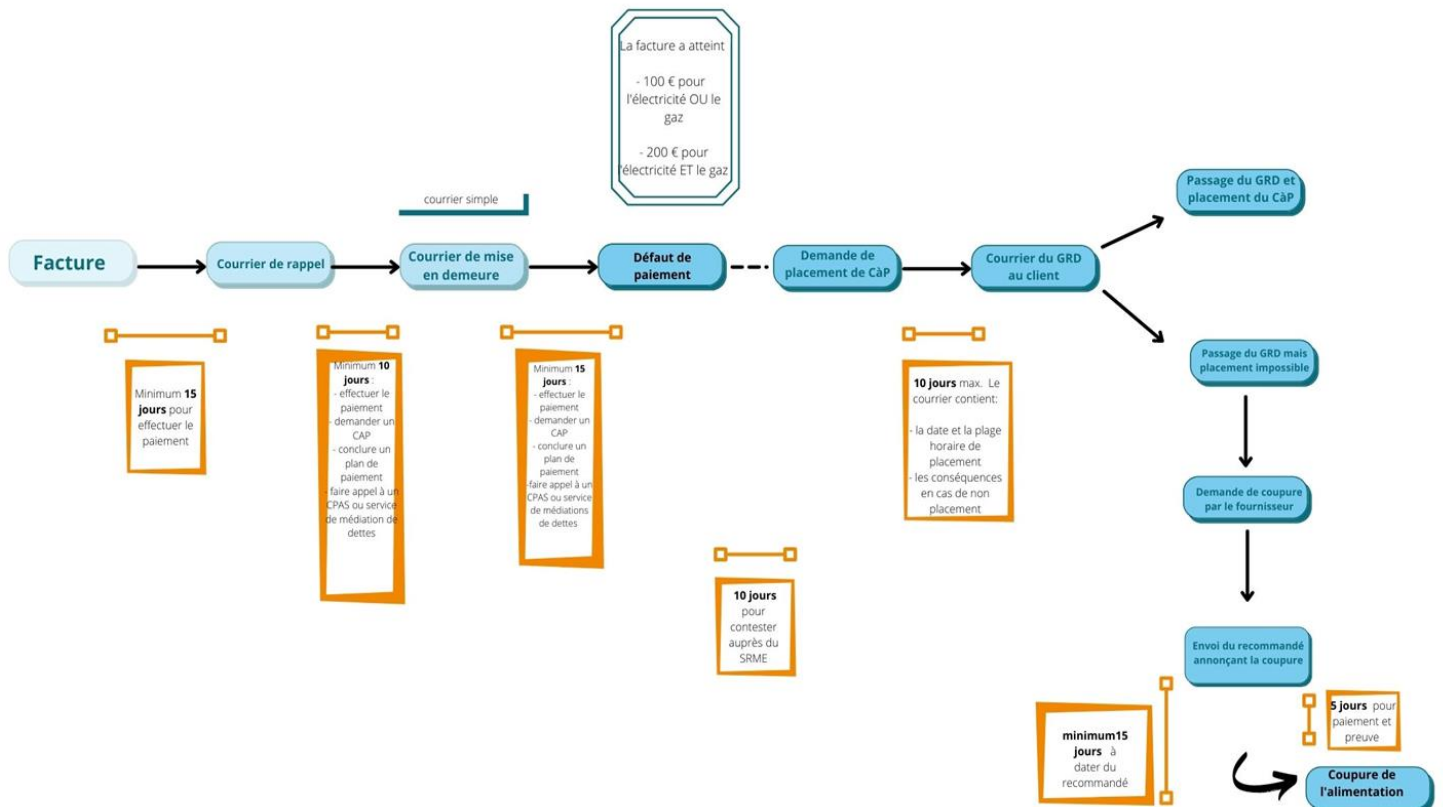 La facture a atteint
- 100 € pour
l'électricité OU le
gaz
- 200 € pour
l'électricité ET le gaz
courrier simple
Facture
Courrier de rappel
Courrier de mise
en demeure
Défaut de
paiement
Demande de
placement de CàP
Courrier du GRD
au client
Passage du GRD et
placement du CàP
Passage du GRD mais
placement impossible
Demande de coupure
par le fournisseur
Envoi du recommandé
annonçant la coupure
Coupure de
l'alimentation
Minimum 15
jours pour
effectuer le
paiement
Minimum 10
jours :
- effectuer le
paiement
- demander un
CAP
- conclure un
plan de
paiement
- faire appel à un
CPAS ou service
de médiation de
dettes
Minimum 15
jours :
- effectuer le
paiement
- demander un
CAP
- conclure un
plan de
paiement
-faire appel à un
CPAS ou service
de médiations
de dettes
10 jours
pour
contester
auprès du
SRME
10 jours max. Le
courrier contient:
- la date et la plage
horaire de
placement
- les conséquences
en cas de non
placement
minimum15
jours à
dater du
recommandé
5 jours pour
paiement et
preuve